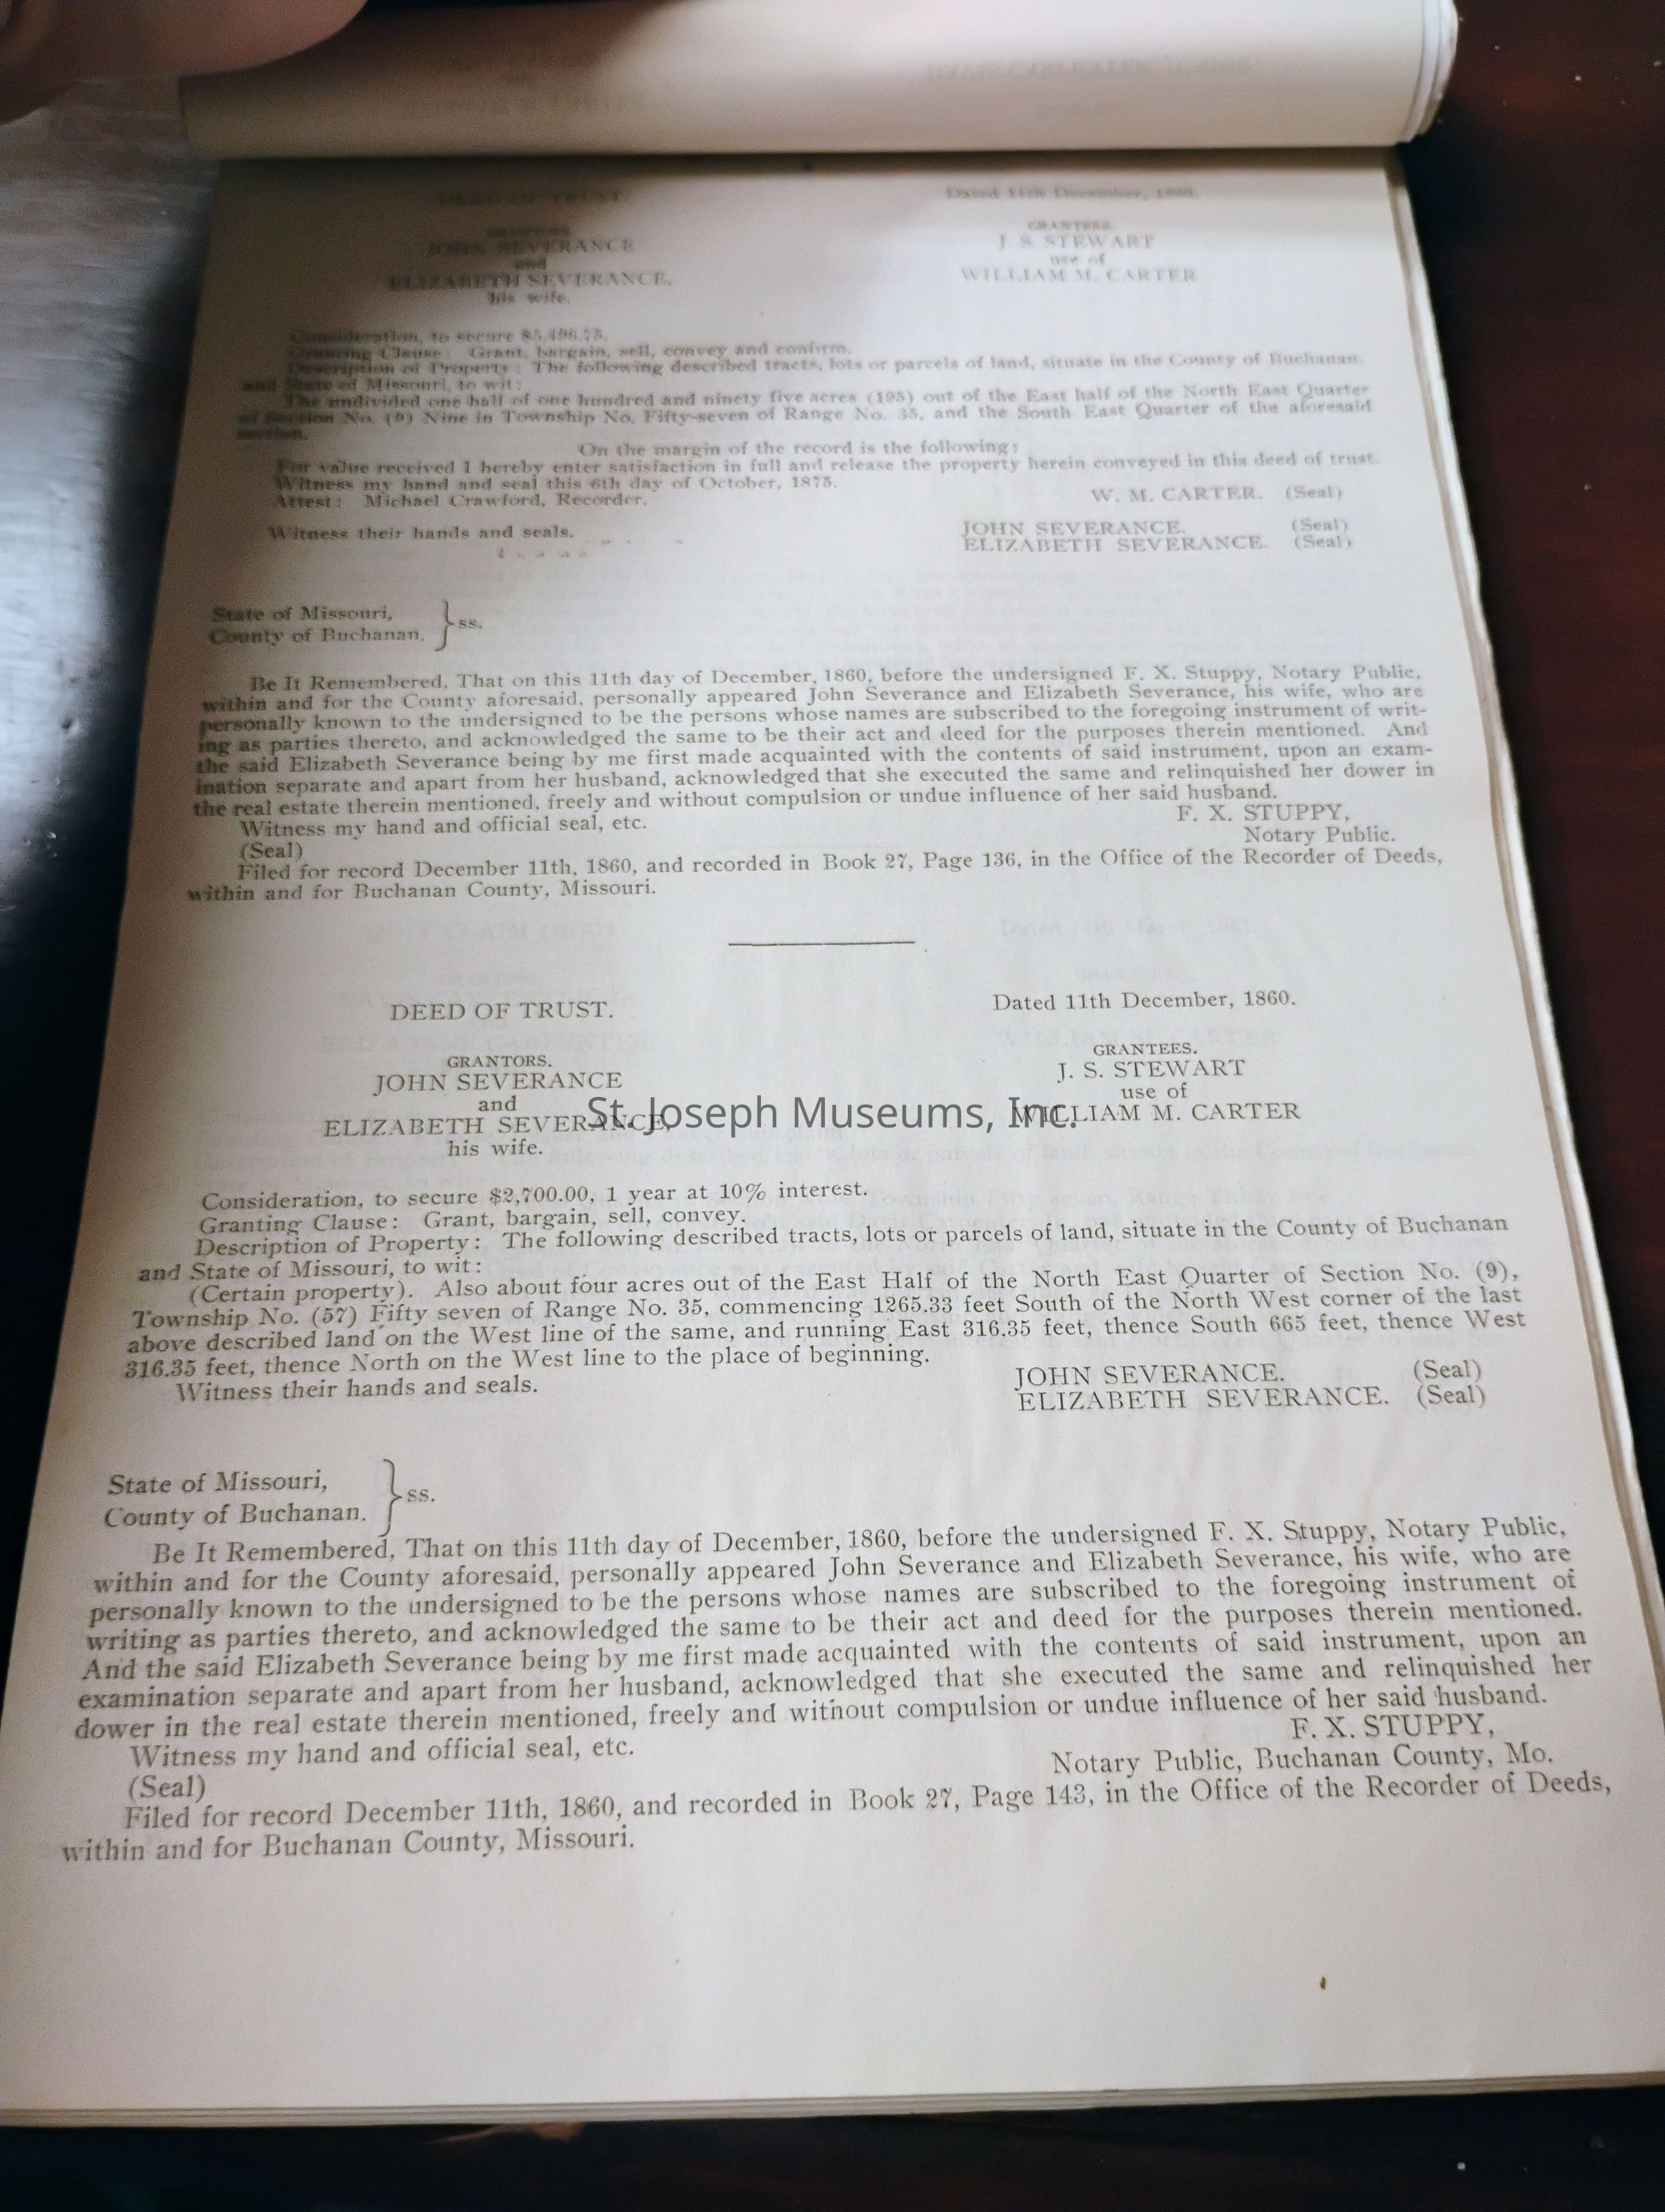 DEED OF TRUST
Dated 11th December, 1860.
GRANTORS.
GRANTEES.
JOHN SEVERANCE
J. S. STEWART
and
use of
ELIZABETH SEVERANCE,
WILLIAM M. CARTER
his wife.
Consideration, to secure
Granting Clause: Grant, bargain, sell, convey and confirm.
Description of Property: The following described tracts, lots or parcels of land, situate in the County of Buchanan,
and State of Missouri, to wit:
The undivided one half of one hundred and ninety five acres (195) out of the East half of the North East Quarter
of Section No. (9) Nine in Township No. Fifty-seven of Range No. 35, and the South East Quarter of the aforesaid
section.
On the margin of the record is the following:
For value received I hereby enter satisfaction in full and release the property herein conveyed in this deed of trust.
Witness my hand and seal this 6th day of October, 1875.
Attest: Michael Crawford, Recorder.
W. M. CARTER. (Seal)
Witness their hands and seals.
JOHN SEVERANCE. (Seal)
ELIZABETH SEVERANCE. (Seal)
State of Missouri,
County of Buchanan. } ss.
Be It Remembered, That on this 11th day of December, 1860, before the undersigned F. X. Stuppy, Notary Public,
within and for the County aforesaid, personally appeared John Severance and Elizabeth Severance, his wife, who are
personally known to the undersigned to be the persons whose names are subscribed to the foregoing instrument of writ-
ing as parties thereto, and acknowledged the same to be their act and deed for the purposes therein mentioned. And
the said Elizabeth Severance being by me first made acquainted with the contents of said instrument, upon an exam-
ination separate and apart from her husband, acknowledged that she executed the same and relinquished her dower in
the real estate therein mentioned, freely and without compulsion or undue influence of her said husband.
Witness my hand and official seal, etc.
F. X. STUPPY,
(Seal)
Notary Public.
Filed for record December 11th, 1860, and recorded in Book 27, Page 136, in the Office of the Recorder of Deeds,
within and for Buchanan County, Missouri.
DEED OF TRUST.
Dated 11th December, 1860.
GRANTORS.
GRANTEES.
JOHN SEVERANCE
J. S. STEWART
and
use of
ELIZABETH SEVERANCE,
WILLIAM M. CARTER
St. Joseph Museums, Inc.
his wife.
Consideration, to secure $2,700.00, 1 year at 10% interest.
Granting Clause: Grant, bargain, sell, convey.
Description of Property: The following described tracts, lots or parcels of land, situate in the County of Buchanan
and State of Missouri, to wit:
(Certain property). Also about four acres out of the East Half of the North East Quarter of Section No. (9),
Township No. (57) Fifty seven of Range No. 35, commencing 1265.33 feet South of the North West corner of the last
above described land on the West line of the same, and running East 316.35 feet, thence South 665 feet, thence West
316.35 feet, thence North on the West line to the place of beginning.
Witness their hands and seals.
JOHN SEVERANCE. (Seal)
ELIZABETH SEVERANCE. (Seal)
State of Missouri,
County of Buchanan. } ss.
Be It Remembered, That on this 11th day of December, 1860, before the undersigned F. X. Stuppy, Notary Public,
within and for the County aforesaid, personally appeared John Severance and Elizabeth Severance, his wife, who are
personally known to the undersigned to be the persons whose names are subscribed to the foregoing instrument of
writing as parties thereto, and acknowledged the same to be their act and deed for the purposes therein mentioned.
And the said Elizabeth Severance being by me first made acquainted with the contents of said instrument, upon an
examination separate and apart from her husband, acknowledged that she executed the same and relinquished her
dower in the real estate therein mentioned, freely and without compulsion or undue influence of her said husband.
Witness my hand and official seal, etc.
F. X. STUPPY,
(Seal)
Notary Public, Buchanan County, Mo.
Filed for record December 11th, 1860, and recorded in Book 27, Page 143, in the Office of the Recorder of Deeds,
within and for Buchanan County, Missouri.